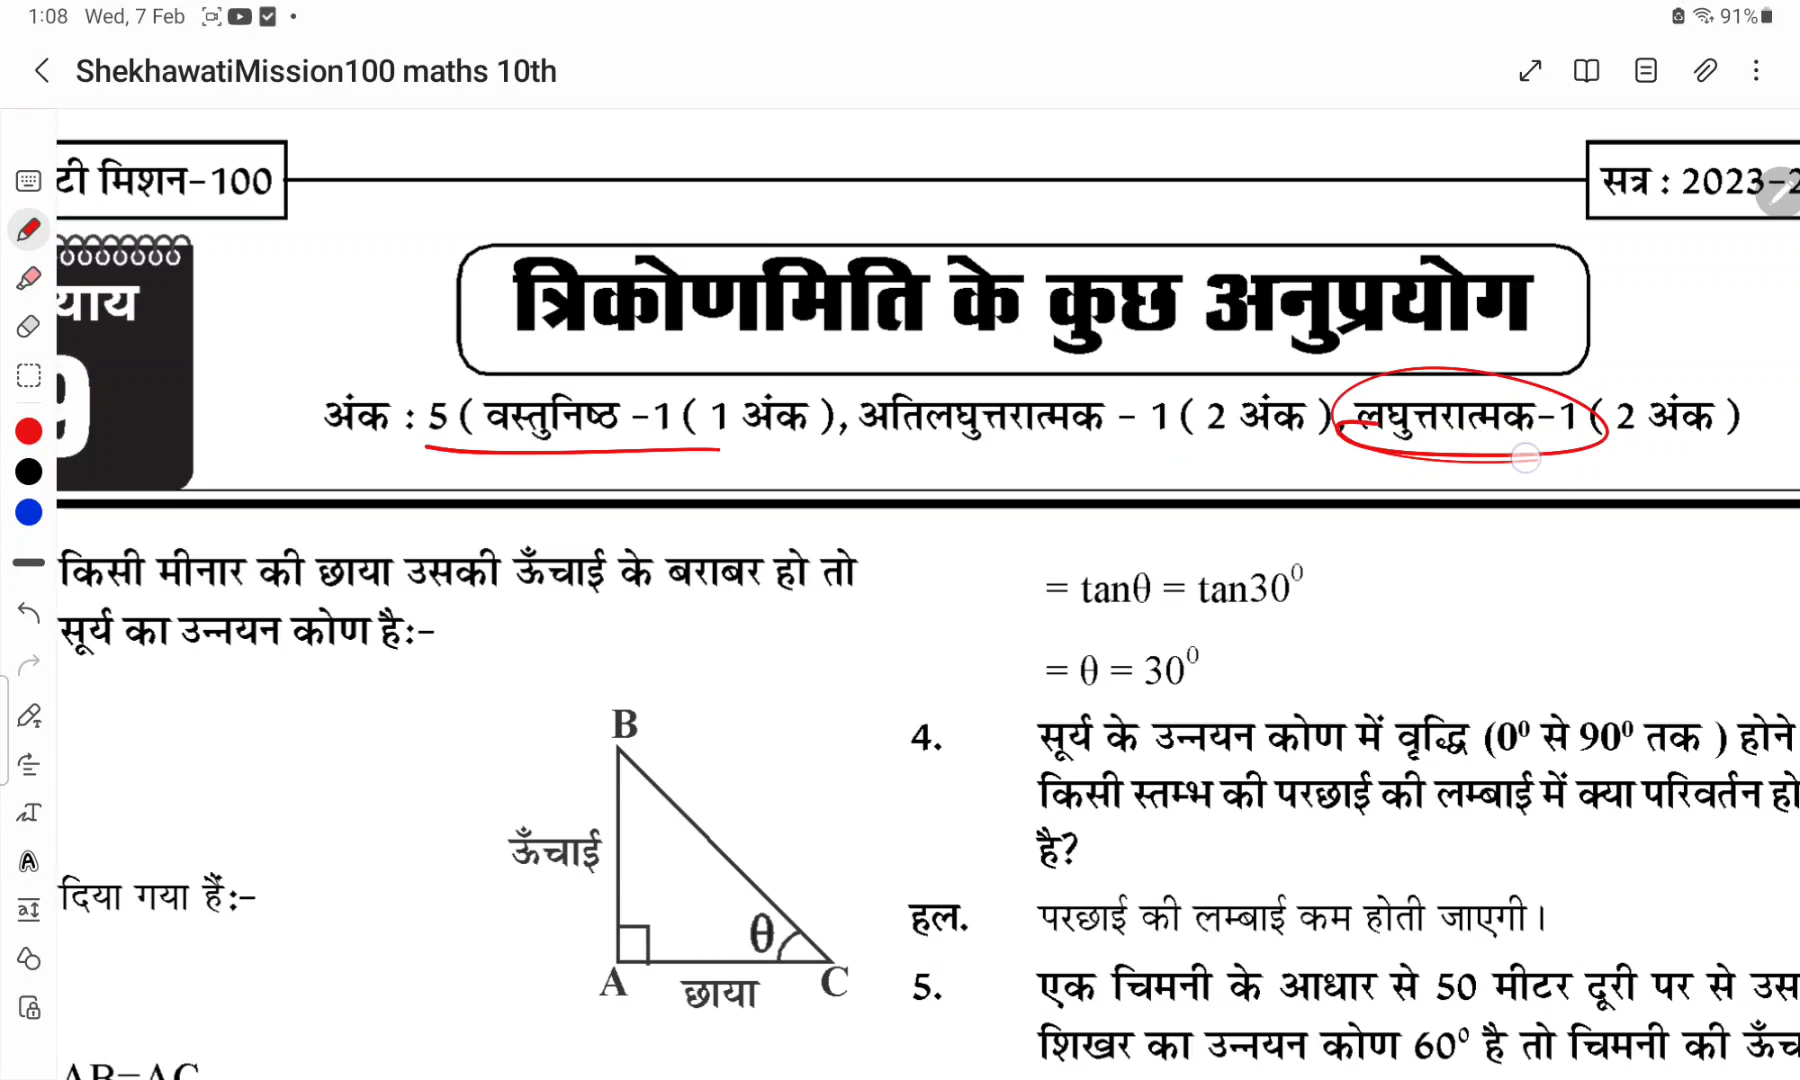 1:08 Wed, 7 Feb
91%
ShekhawatiMission100 maths 10th
टी मिशन-100
सत्र : 2023-2
याय
9
त्रिकोणमिति के कुछ अनुप्रयोग
अंक : 5 ( वस्तुनिष्ठ -1 ( 1 अंक ), अतिलघुत्तरात्मक - 1 ( 2 अंक ), लघुत्तरात्मक-1 ( 2 अंक )
किसी मीनार की छाया उसकी ऊँचाई के बराबर हो तो
सूर्य का उन्नयन कोण है:-
B
ऊँचाई
θ
A
छाया
C
दिया गया हैं:-
AB=AC
= tanθ = tan30⁰
= θ = 30⁰
4. सूर्य के उन्नयन कोण में वृद्धि (0⁰ से 90⁰ तक ) होने
किसी स्तम्भ की परछाई की लम्बाई में क्या परिवर्तन हो
है?
हल. परछाई की लम्बाई कम होती जाएगी।
5. एक चिमनी के आधार से 50 मीटर दूरी पर से उस
शिखर का उन्नयन कोण 60⁰ है तो चिमनी की ऊँच